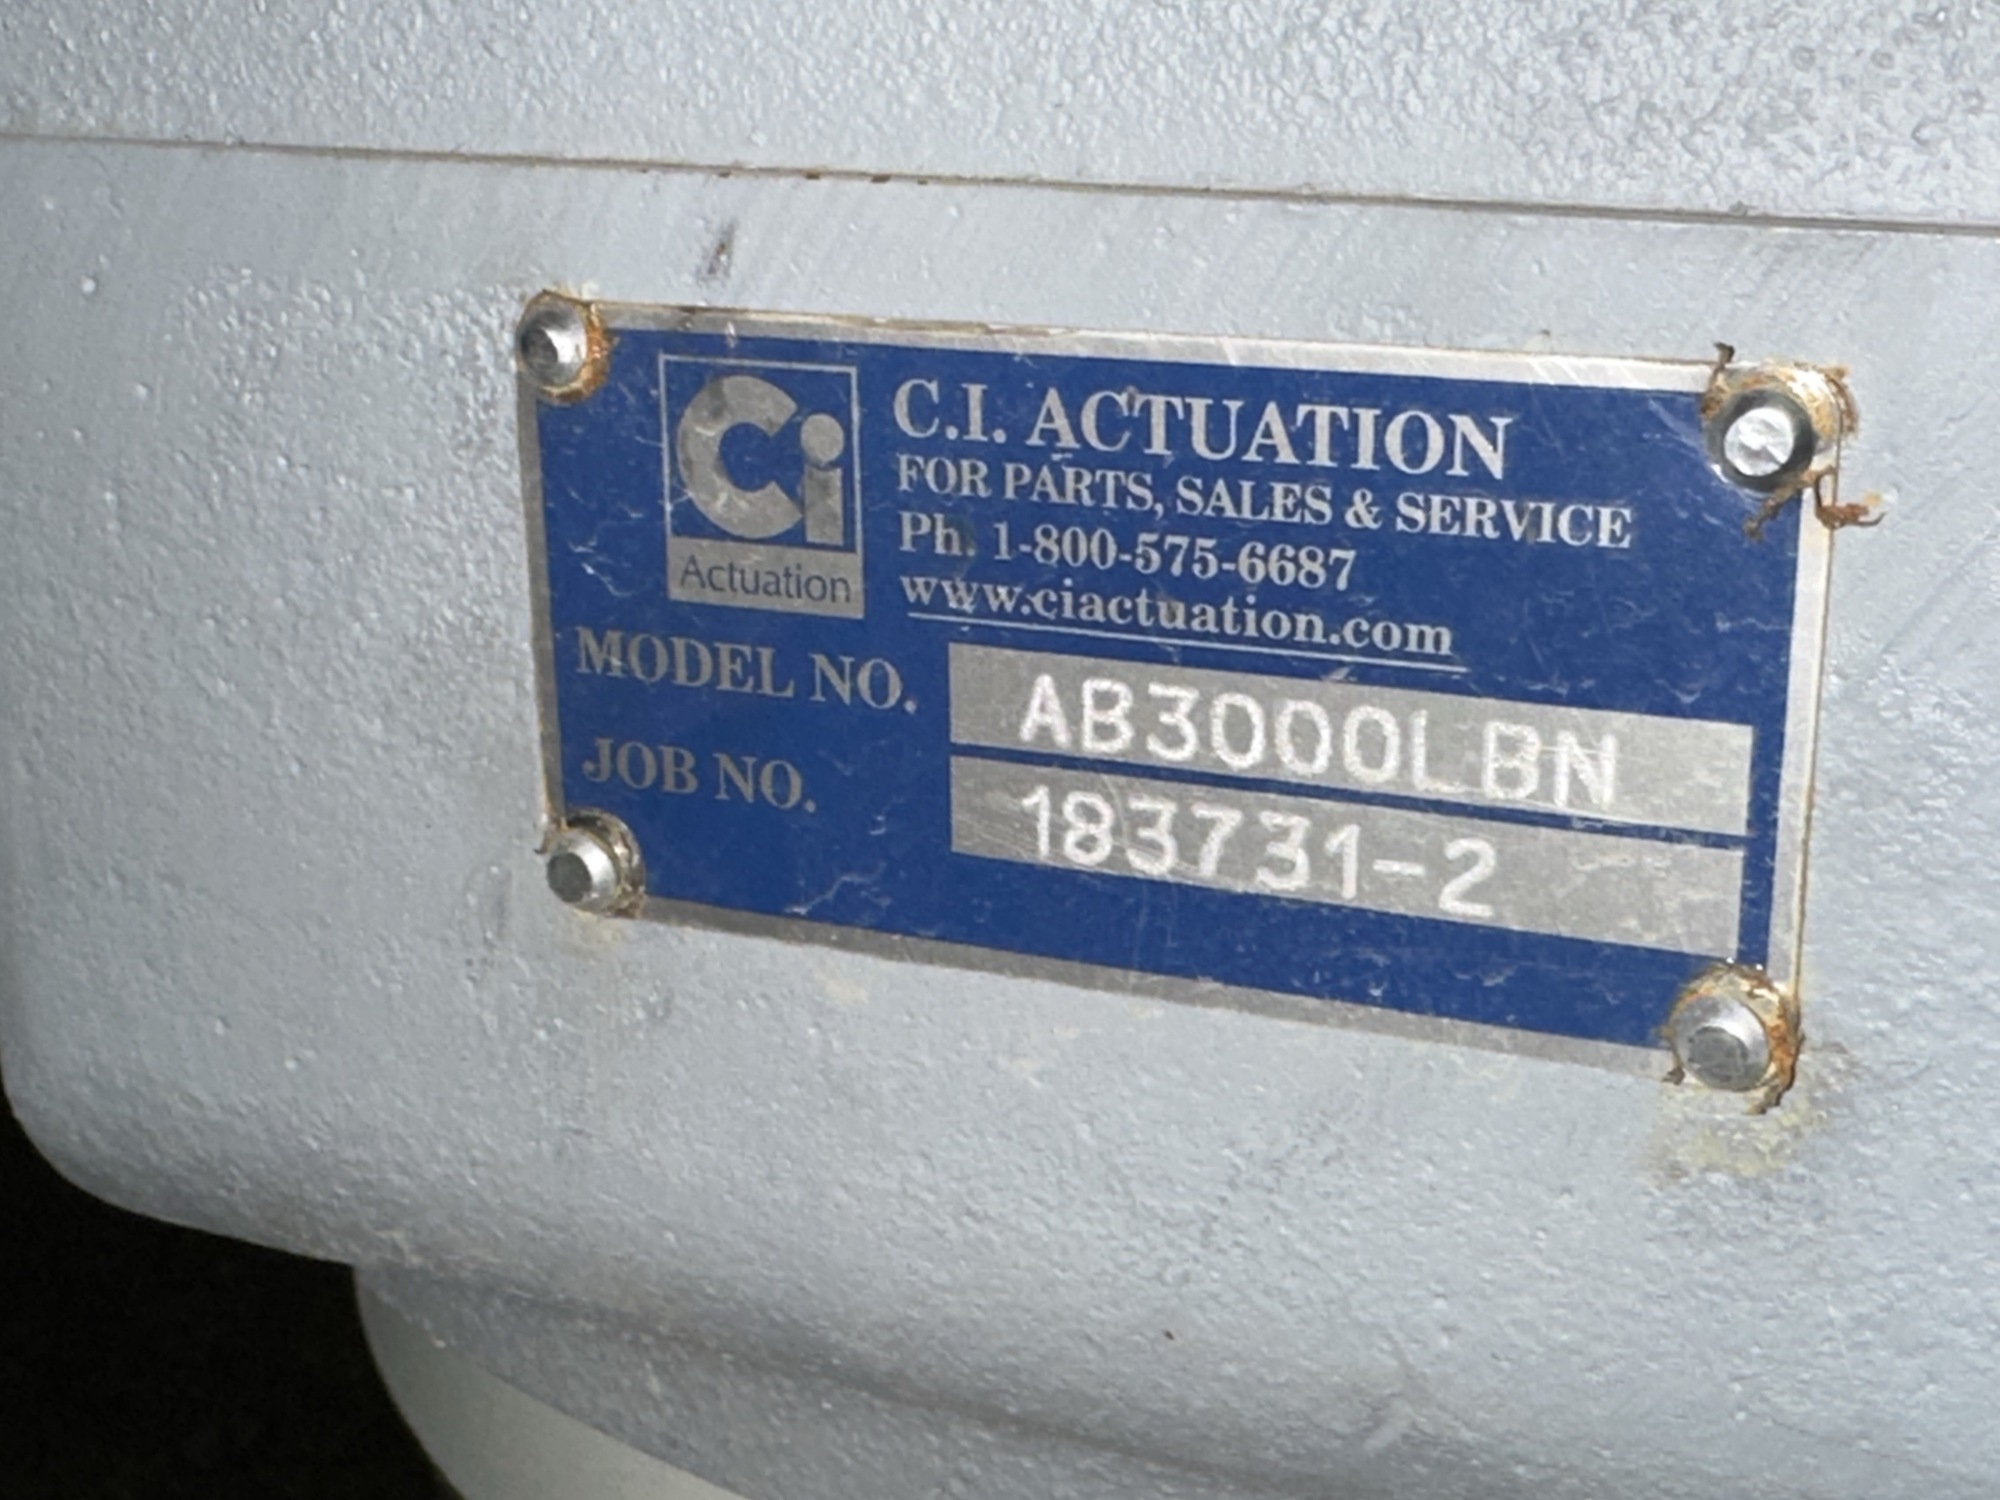 Ci
Actuation
C.I. ACTUATION
FOR PARTS, SALES & SERVICE
Ph. 1-800-575-6687
www.ciactuation.com
MODEL NO. AB3000LBN
JOB NO. 183731-2